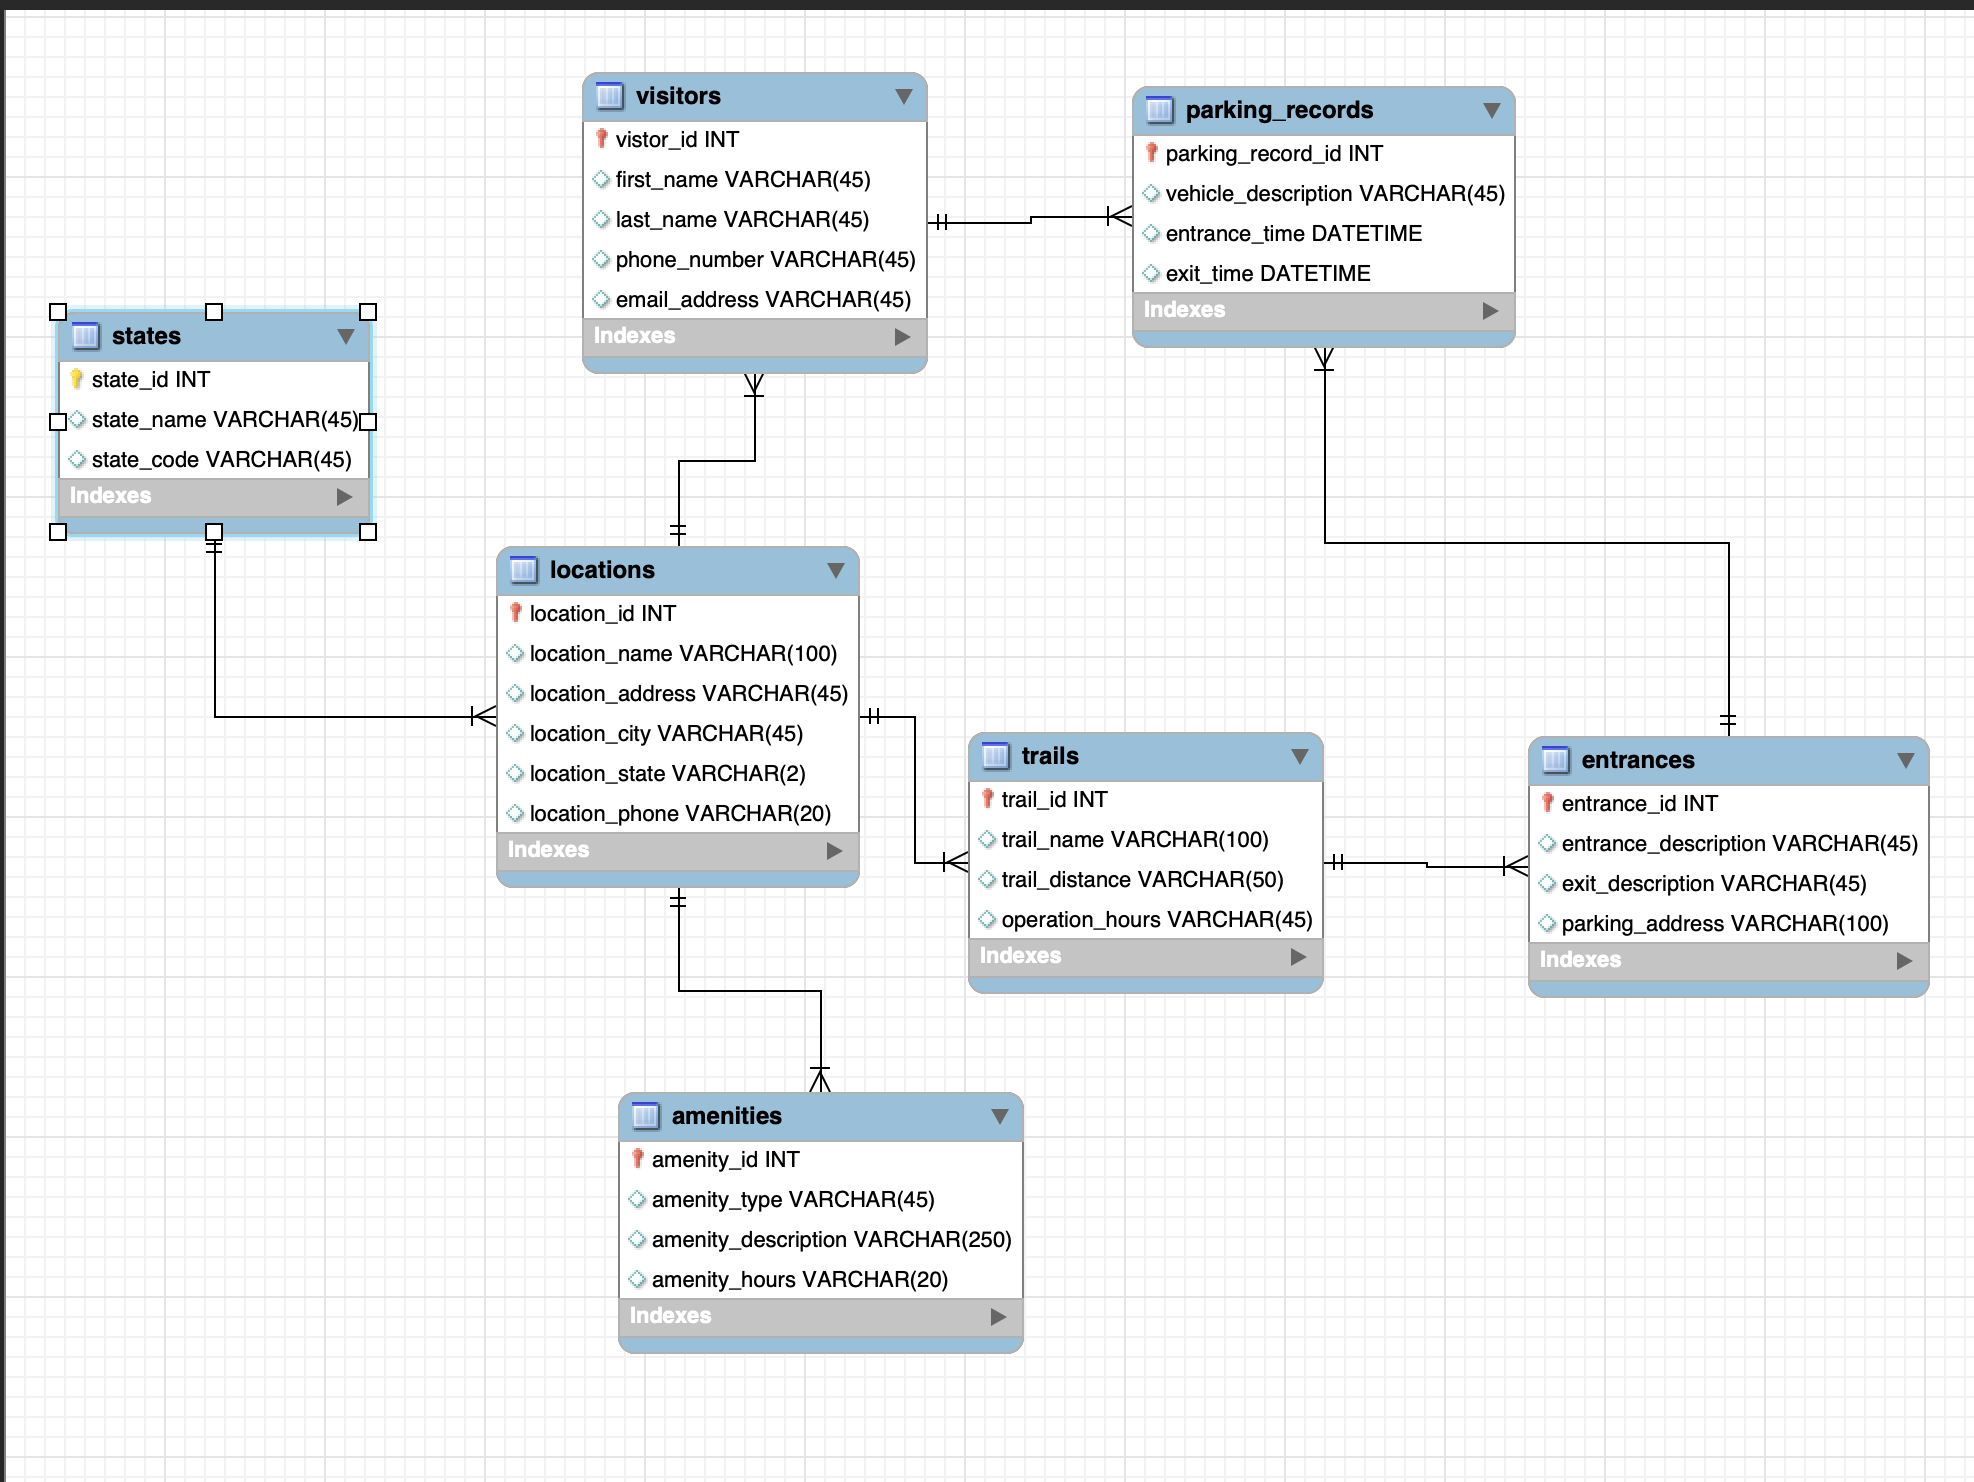 visitors
vistor_id INT
first_name VARCHAR(45)
last_name VARCHAR(45)
phone_number VARCHAR(45)
email_address VARCHAR(45)
Indexes
parking_records
parking_record_id INT
vehicle_description VARCHAR(45)
entrance_time DATETIME
exit_time DATETIME
Indexes
states
state_id INT
state_name VARCHAR(45)
state_code VARCHAR(45)
Indexes
locations
location_id INT
location_name VARCHAR(100)
location_address VARCHAR(45)
location_city VARCHAR(45)
location_state VARCHAR(2)
location_phone VARCHAR(20)
Indexes
trails
trail_id INT
trail_name VARCHAR(100)
trail_distance VARCHAR(50)
operation_hours VARCHAR(45)
Indexes
entrances
entrance_id INT
entrance_description VARCHAR(45)
exit_description VARCHAR(45)
parking_address VARCHAR(100)
Indexes
amenities
amenity_id INT
amenity_type VARCHAR(45)
amenity_description VARCHAR(250)
amenity_hours VARCHAR(20)
Indexes